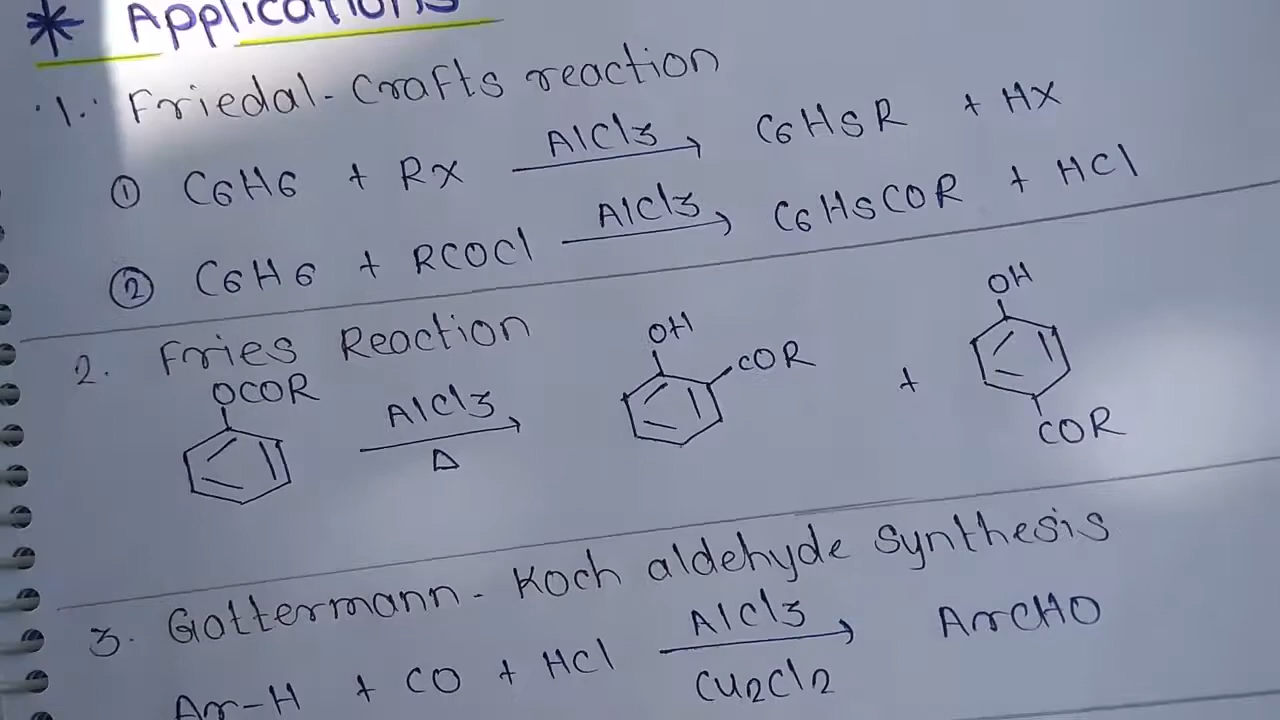 * Applications
1. Friedal-Crafts reaction
① C6H6 + RX AlCl3 → C6H5R + HX
② C6H6 + RCOCl AlCl3 → C6H5COR + HCl
2. Fries Reaction
OCOR AlCl3 → Δ OH COR + OH COR
3. Gattermann-Koch aldehyde synthesis
Ar-H + CO + HCl AlCl3 → Cu2Cl2 ArCHO